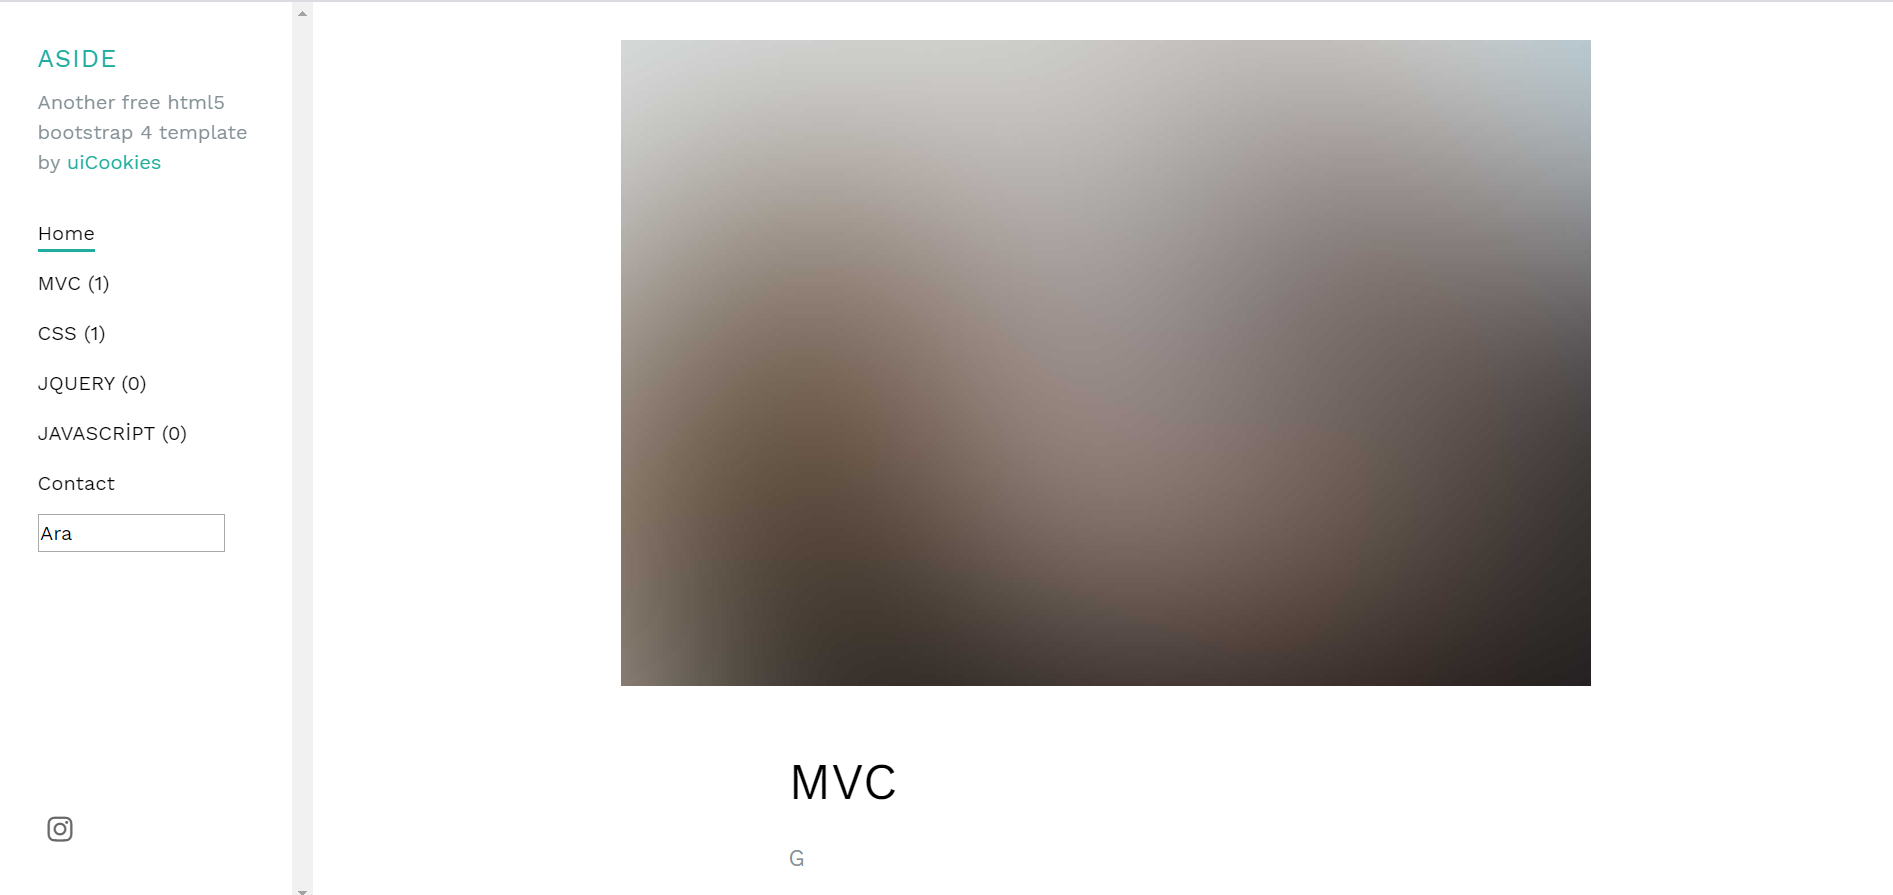 ASIDE
Another free html5
bootstrap 4 template
by uiCookies
Home
MVC (1)
CSS (1)
JQUERY (0)
JAVASCRİPT (0)
Contact
Ara
MVC
G